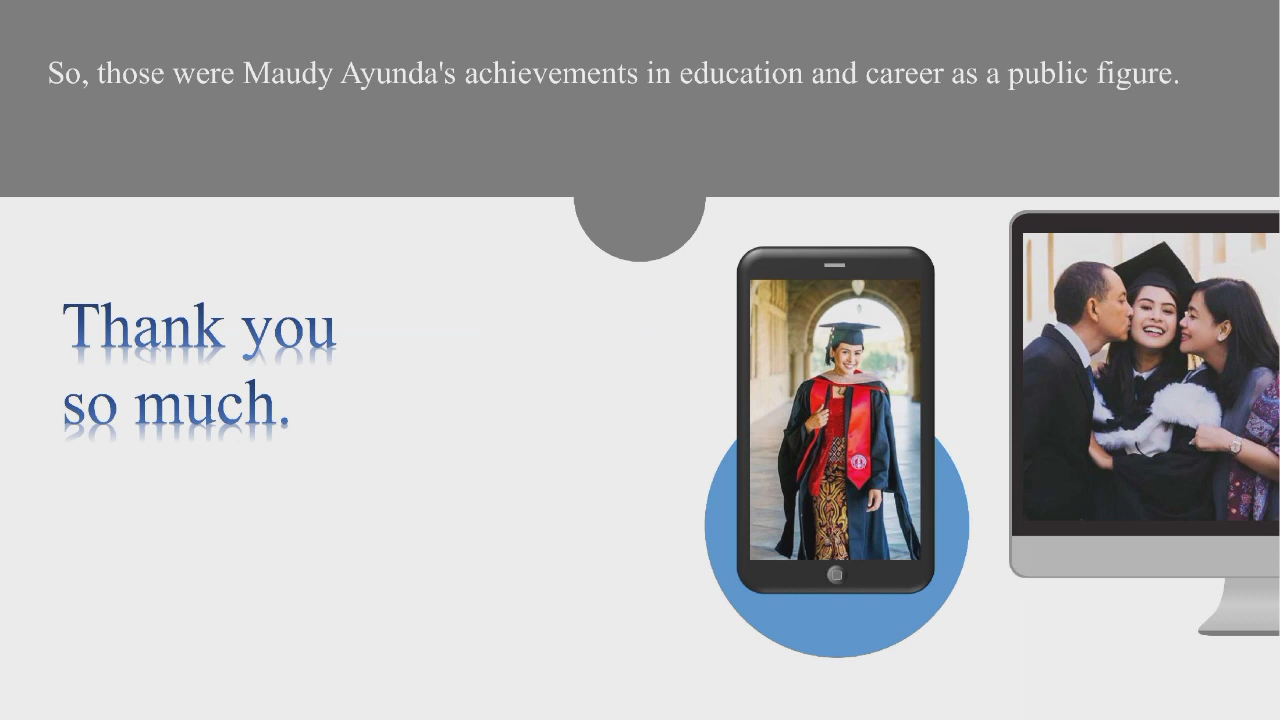 So, those were Maudy Ayunda's achievements in education and career as a public figure.
Thank you
so much.